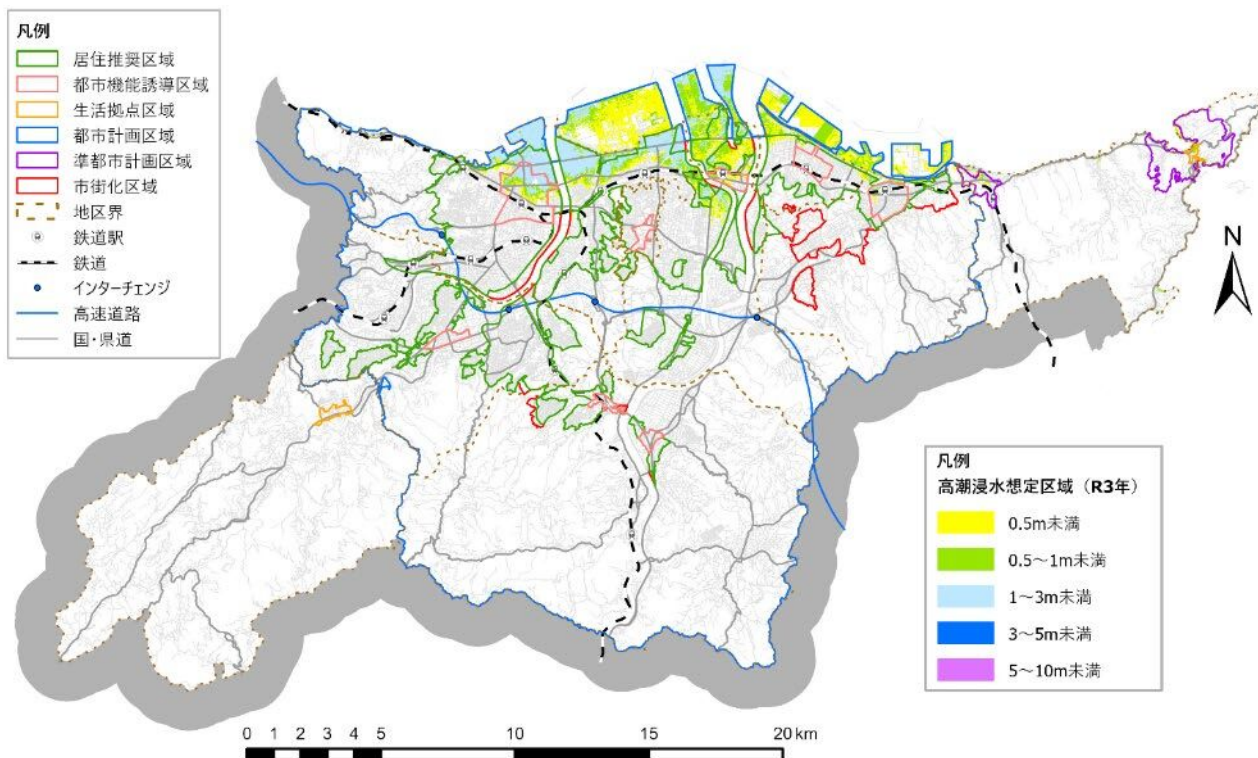 凡例
居住推奨区域
都市機能誘導区域
生活拠点区域
都市計画区域
準都市計画区域
市街化区域
地区界
鉄道駅
鉄道
インターチェンジ
高速道路
国・県道
N
凡例
高潮浸水想定区域（R3年）
0.5m未満
0.5～1m未満
1～3m未満
3～5m未満
5～10m未満
0 1 2 3 4 5 10 15 20 km